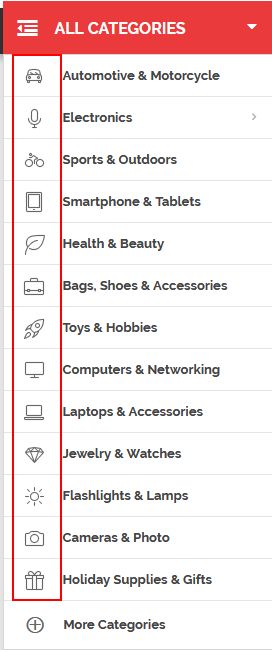 ALL CATEGORIES
Automotive & Motorcycle
Electronics
Sports & Outdoors
Smartphone & Tablets
Health & Beauty
Bags, Shoes & Accessories
Toys & Hobbies
Computers & Networking
Laptops & Accessories
Jewelry & Watches
Flashlights & Lamps
Cameras & Photo
Holiday Supplies & Gifts
More Categories